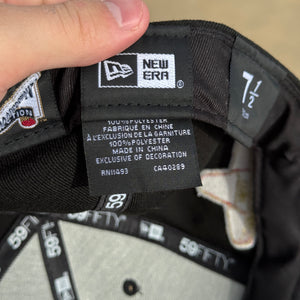 NEW
ERA
7 1/2
100%POLYESTER
FABRIQUÉ EN CHINE
À L'EXCLUSION DE LA GARNITURE
100%POLYESTER
MADE IN CHINA
EXCLUSIVE OF DECORATION
RN11493 CA40289
59
59FIFTY
59FIFTY
59FIFTY